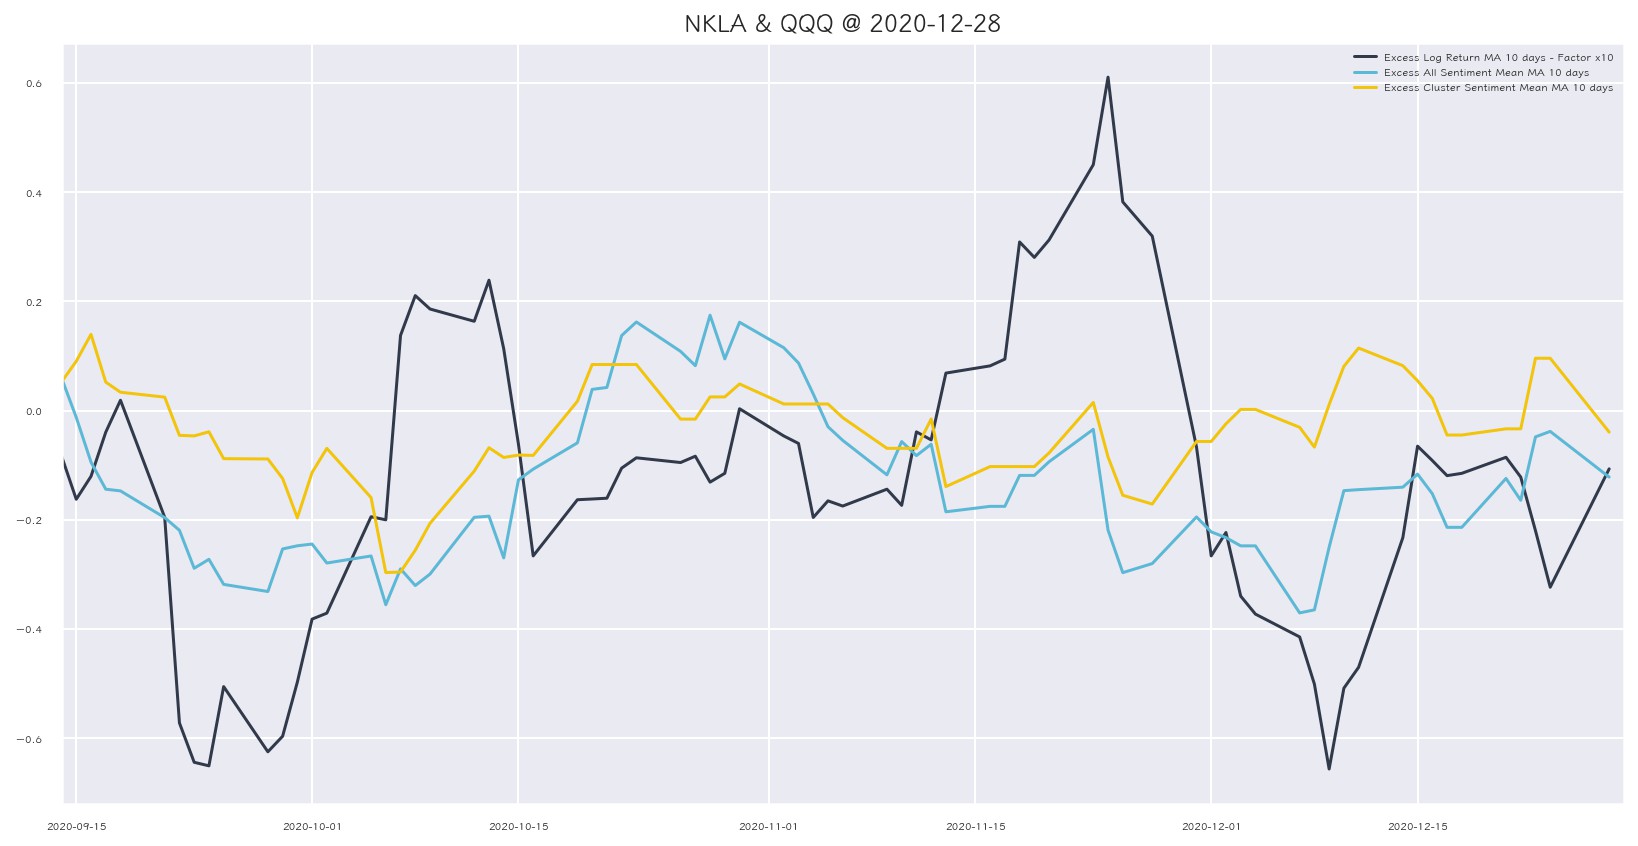 NKLA & QQQ @ 2020-12-28
Excess Log Return MA 10 days - Factor x10
Excess All Sentiment Mean MA 10 days
Excess Cluster Sentiment Mean MA 10 days
0.6
0.4
0.2
0.0
−0.2
−0.4
−0.6
2020-09-15 2020-10-01 2020-10-15 2020-11-01 2020-11-15 2020-12-01 2020-12-15